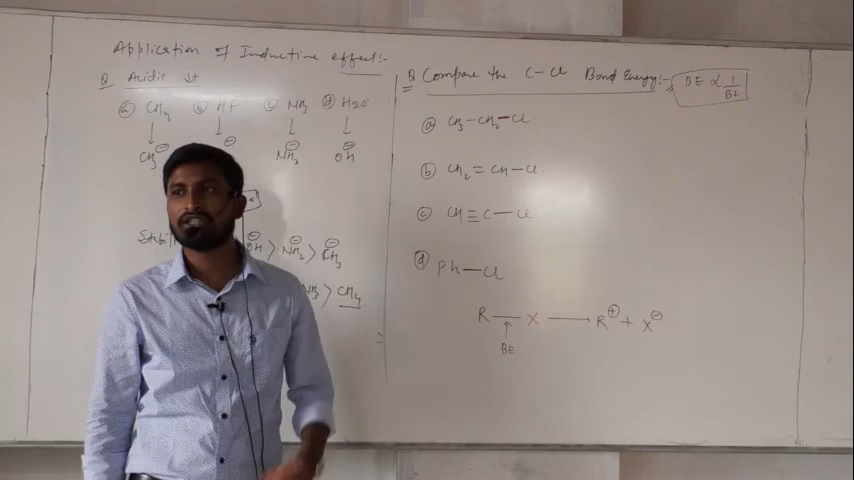 Application of Inductive effect:-
Q Acidic st
(a) CH4 (b) HF (c) NH3 (d) H2O
↓ ↓ ↓ ↓
CH3⊖ ⊖ NH2⊖ OH⊖
OH⊖ > NH2⊖ > CH3⊖
NH3 > CH4
Q Compare the C-Cl Bond Energy:- BE ∝ 1/BL
(a) CH3-CH2-Cl
(b) CH2=CH-Cl
(c) CH≡C-Cl
(d) Ph-Cl
R—X → R⊕ + X⊖
↑
BE